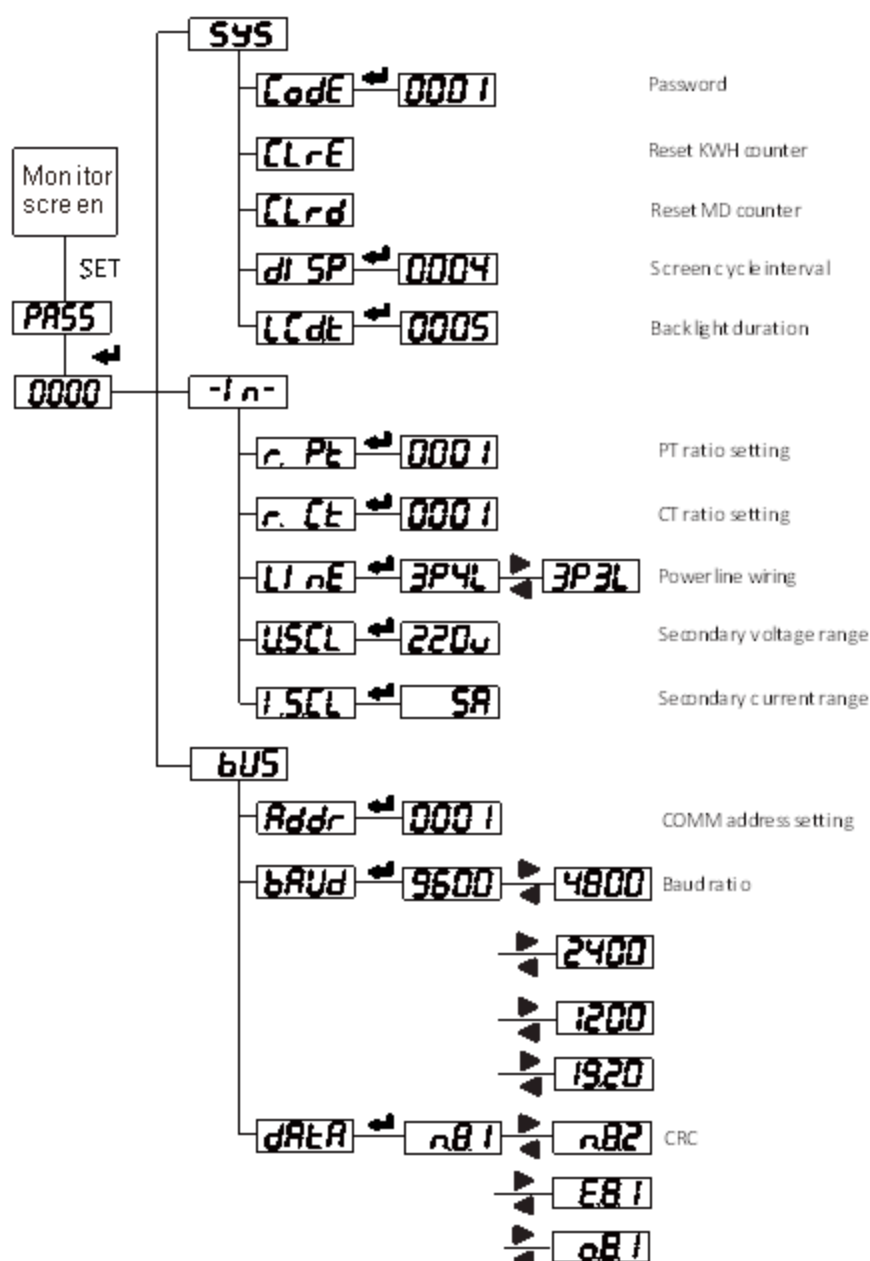 SYS
CodE 0001 Password
CLrE Reset KWH counter
Monitor
screen
CLrd Reset MD counter
SET
dISP 0004 Screen cycle interval
PASS
LCdt 0005 Backlight duration
0000
-In-
r. Pt 0001 PT ratio setting
r. Ct 0001 CT ratio setting
LInE 3P4L 3P3L Powerline wiring
U.SCL 220v Secondary voltage range
I.SCL 5A Secondary current range
bUS
Addr 0001 COMM address setting
bAUd 9600 4800 Baud ratio
2400
1200
19.20
dAtA n.8.1 n.8.2 CRC
E.8.1
o.8.1